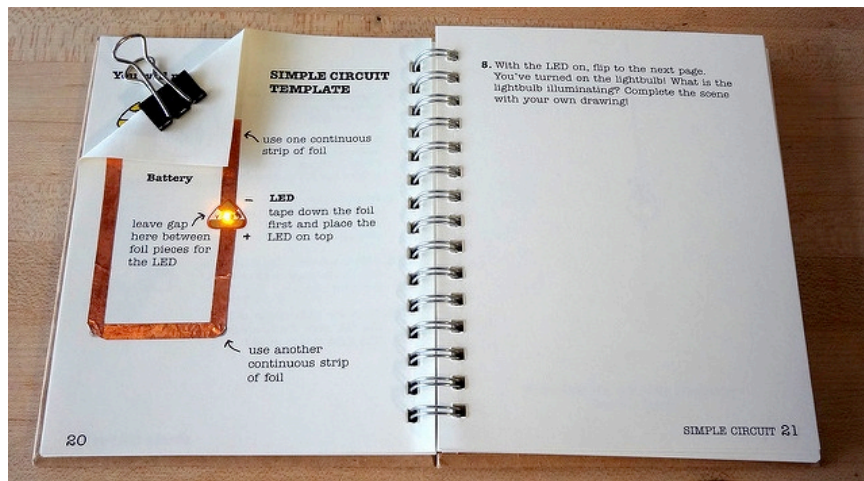 SIMPLE CIRCUIT
TEMPLATE
use one continuous
strip of foil
Battery
− LED
tape down the foil
first and place the
+ LED on top
leave gap
here between
foil pieces for
the LED
use another
continuous strip
of foil
20
8. With the LED on, flip to the next page.
You've turned on the lightbulb! What is the
lightbulb illuminating? Complete the scene
with your own drawing!
SIMPLE CIRCUIT 21